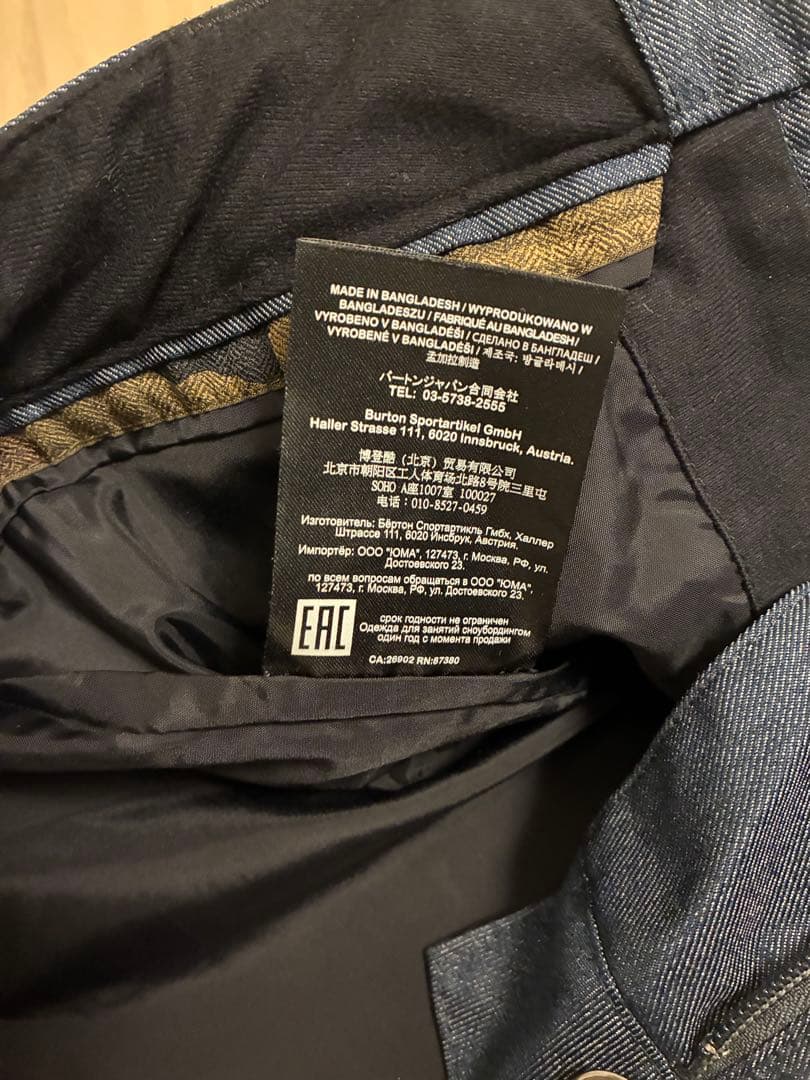 MADE IN BANGLADESH / WYPRODUKOWANO W
BANGLADESZU / FABRIQUÉ AU BANGLADESH /
VYROBENO V BANGLADÉŠI / СДЕЛАНО В БАНГЛАДЕШ /
VYROBENÉ V BANGLADÉŠI / 제조국: 방글라데시 /
孟加拉制造
バートンジャパン合同会社
TEL: 03-5738-2555
Burton Sportartikel GmbH
Haller Strasse 111, 6020 Innsbruck, Austria.
博登酷（北京）贸易有限公司
北京市朝阳区工人体育场北路8号院三里屯
SOHO A座1007室 100027
电话：010-8527-0459
Изготовитель: Бёртон Спортартикль Гмбх, Халлер
Штрассе 111, 6020 Инсбрук, Австрия.
Импортёр: ООО "ЮМА", 127473, г. Москва, РФ, ул.
Достоевского 23.
по всем вопросам обращаться в ООО "ЮМА",
127473, г. Москва, РФ, ул. Достоевского 23.
EAC
срок годности не ограничен
Одежда для занятий сноубордингом
один год с момента продажи
CA:26902 RN:87380